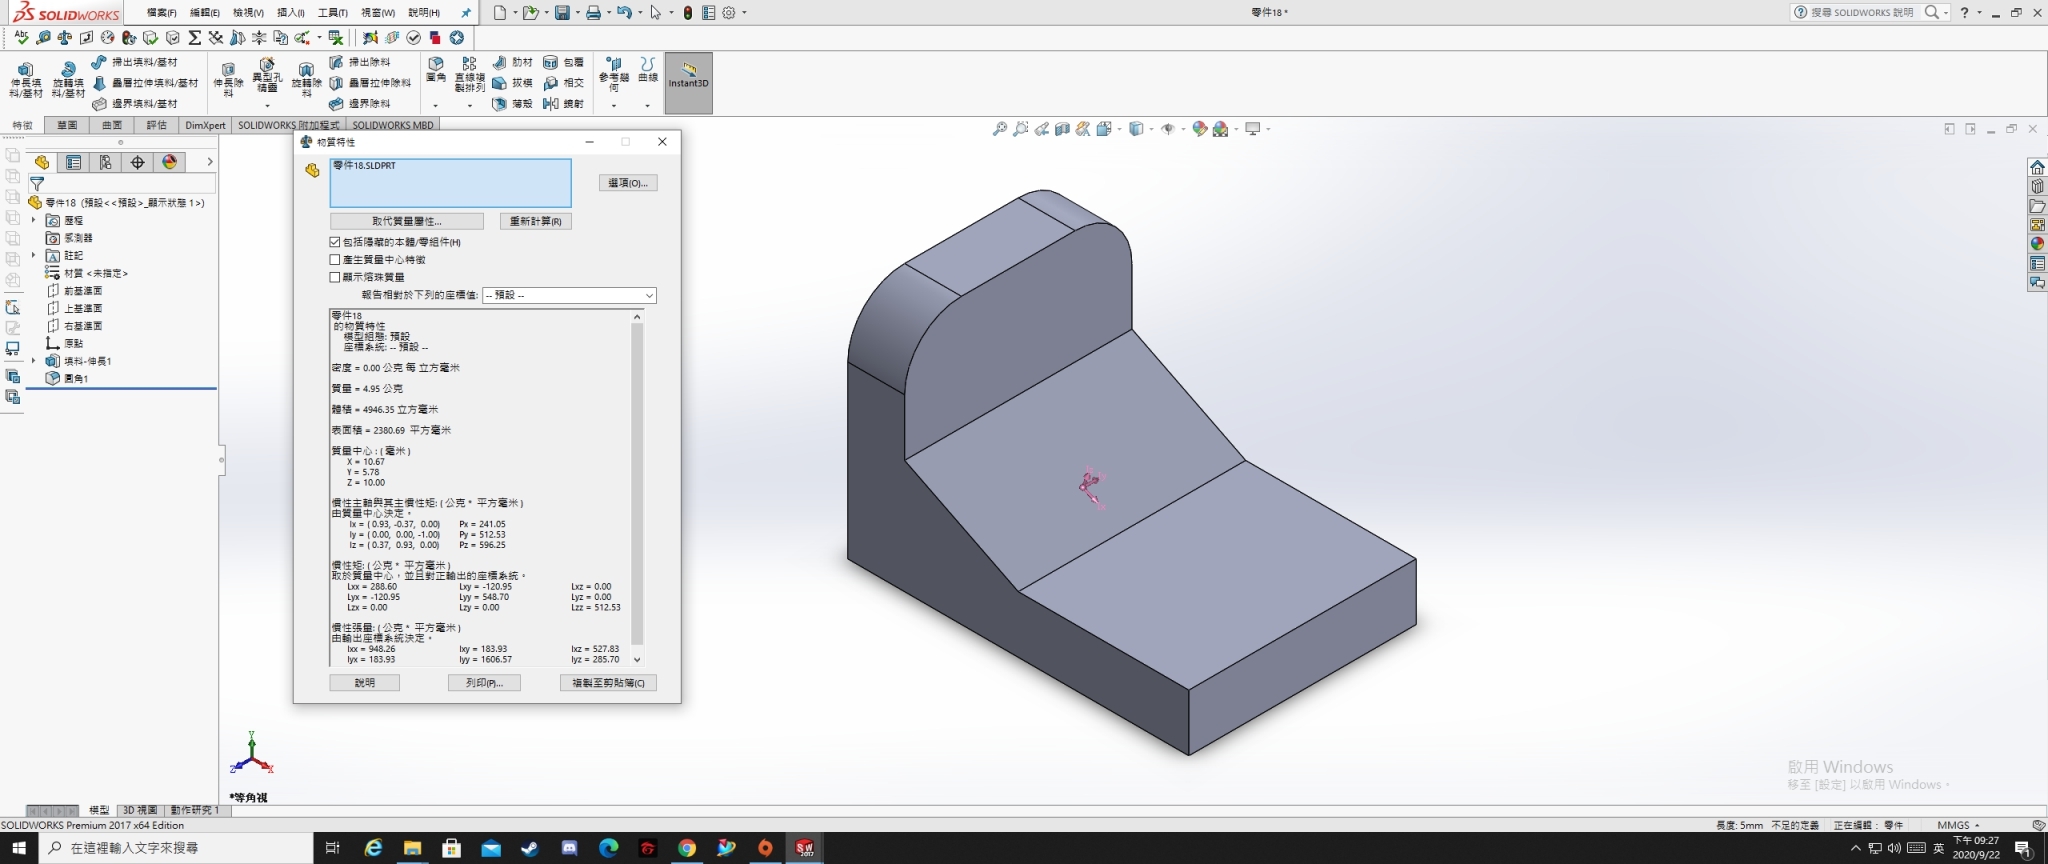 SOLIDWORKS
檔案(F) 編輯(E) 檢視(V) 插入(I) 工具(T) 視窗(W) 說明(H)
零件18 *
搜尋 SOLIDWORKS 說明
伸長填料/基材
旋轉填料/基材
掃出填料/基材
疊層拉伸填料/基材
邊界填料/基材
伸長除料
異型孔精靈
旋轉除料
掃出除料
疊層拉伸除料
邊界除料
圓角
直線複製排列
肋材
拔模
薄殼
包覆
相交
鏡射
參考幾何
曲線
Instant3D
特徵 草圖 曲面 評估 DimXpert SOLIDWORKS 附加程式 SOLIDWORKS MBD
零件18 (預設<<預設>_顯示狀態 1>)
歷程
感測器
註記
材質 <未指定>
前基準面
上基準面
右基準面
原點
填料-伸長1
圓角1
物質特性
零件18.SLDPRT
選項(O)...
取代質量屬性... 重新計算(R)
包括隱藏的本體/零組件(H)
產生質量中心特徵
顯示熔珠質量
報告相對於下列的座標值: -- 預設 --
零件18
的物質特性
模型組態: 預設
座標系統: -- 預設 --
密度 = 0.00 公克 每 立方毫米
質量 = 4.95 公克
體積 = 4946.35 立方毫米
表面積 = 2380.69 平方毫米
質量中心 : ( 毫米 )
X = 10.67
Y = 5.78
Z = 10.00
慣性主軸與其主慣性矩: ( 公克 * 平方毫米 )
由質量中心決定。
Ix = ( 0.93, -0.37, 0.00) Px = 241.05
Iy = ( 0.00, 0.00, -1.00) Py = 512.53
Iz = ( 0.37, 0.93, 0.00) Pz = 596.25
慣性矩: ( 公克 * 平方毫米 )
取於質量中心，並且對正輸出的座標系統。
Lxx = 288.60 Lxy = -120.95 Lxz = 0.00
Lyx = -120.95 Lyy = 548.70 Lyz = 0.00
Lzx = 0.00 Lzy = 0.00 Lzz = 512.53
慣性張量: ( 公克 * 平方毫米 )
由輸出座標系統決定。
Ixx = 948.26 Ixy = 183.93 Ixz = 527.83
Iyx = 183.93 Iyy = 1606.57 Iyz = 285.70
說明 列印(P)... 複製至剪貼簿(C)
Y
Z X
*等角視
啟用 Windows
移至 [設定] 以啟用 Windows。
模型 3D 視圖 動作研究 1
SOLIDWORKS Premium 2017 x64 Edition
長度: 5mm 不足的定義 正在編輯： 零件 MMGS
在這裡輸入文字來搜尋
英
下午 09:27
2020/9/22